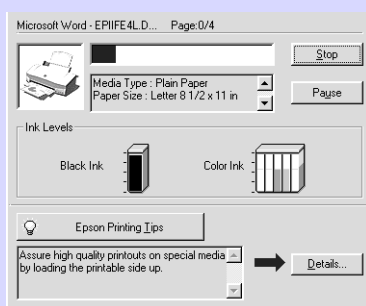 Microsoft Word - EPIIFE4L.D... Page:0/4
Stop
Media Type : Plain Paper
Paper Size : Letter 8 1/2 x 11 in
Pause
Ink Levels
Black Ink
Color Ink
Epson Printing Tips
Assure high quality printouts on special media
by loading the printable side up.
Details...